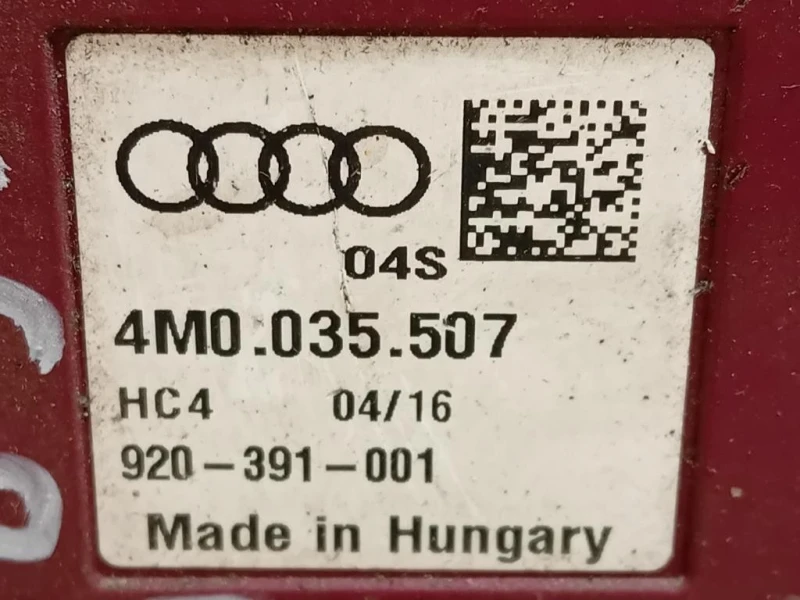 04S
4M0.035.507
HC4 04/16
920-391-001
Made in Hungary